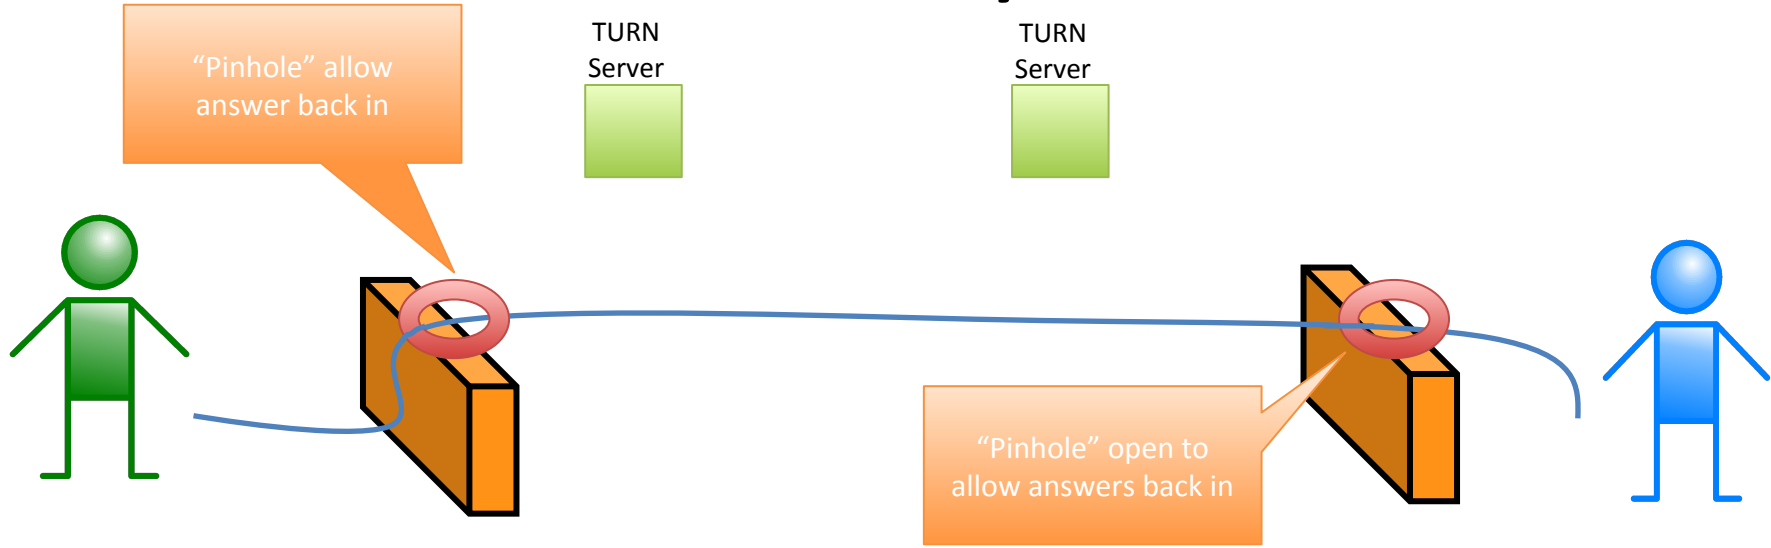 TURN
Server
TURN
Server
“Pinhole” allow
answer back in
“Pinhole” open to
allow answers back in